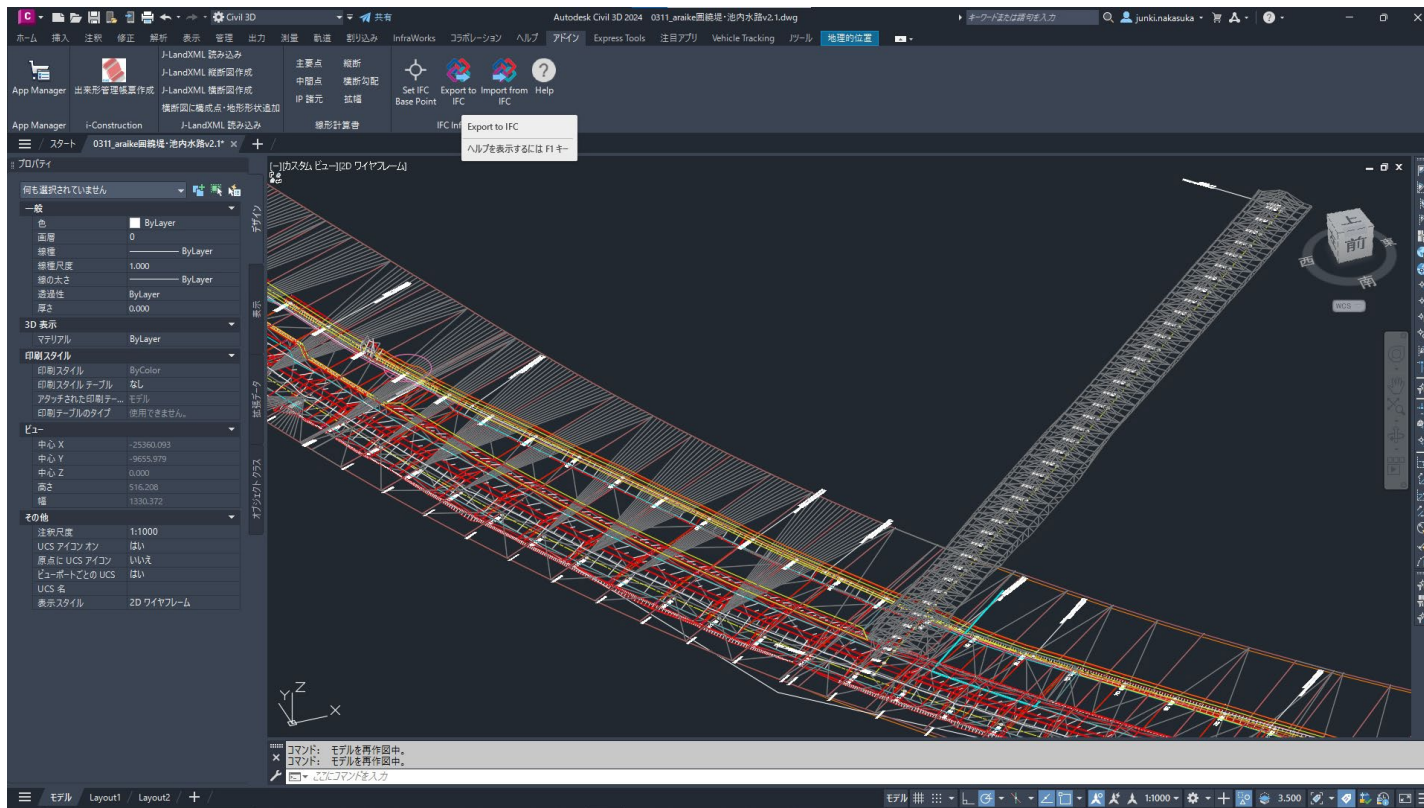 Civil 3D
共有
Autodesk Civil 3D 2024 0311_araike囲繞堤・池内水路v2.1.dwg
キーワードまたは語句を入力
junki.nakasuka
ホーム 挿入 注釈 修正 解析 表示 管理 出力 測量 軌道 割り込み InfraWorks コラボレーション ヘルプ アドイン Express Tools 注目アプリ Vehicle Tracking Jツール 地理的位置
App Manager
出来形管理帳票作成
J-LandXML 読み込み
J-LandXML 縦断図作成
J-LandXML 横断図作成
横断図に構成点・地形形状追加
主要点 縦断
中間点 横断勾配
IP 諸元 拡幅
Set IFC Base Point
Export to IFC
Import from IFC
Help
App Manager i-Construction J-LandXML 読み込み 線形計算書
Export to IFC
ヘルプを表示するには F1 キー
スタート 0311_araike囲繞堤・池内水路v2.1*
プロパティ
[−]カスタム ビュー][2D ワイヤフレーム]
何も選択されていません
一般
色 ByLayer
画層 0
線種 ByLayer
線種尺度 1.000
線の太さ ByLayer
透過性 ByLayer
厚さ 0.000
3D 表示
マテリアル ByLayer
印刷スタイル
印刷スタイル ByColor
印刷スタイル テーブル なし
アタッチされた印刷テー... モデル
印刷テーブルのタイプ 使用できません。
ビュー
中心 X -25360.093
中心 Y -9655.979
中心 Z 0.000
高さ 516.208
幅 1330.372
その他
注釈尺度 1:1000
UCS アイコン オン はい
原点に UCS アイコン いいえ
ビューポートごとの UCS はい
UCS 名
表示スタイル 2D ワイヤフレーム
デザイン
表示
拡張データ
オブジェクト クラス
上
前
西
南
東
WCS
Z
Y
X
コマンド: モデルを再作図中。
コマンド: モデルを再作図中。
ここにコマンドを入力
モデル Layout1 Layout2
モデル
1:1000
3.500